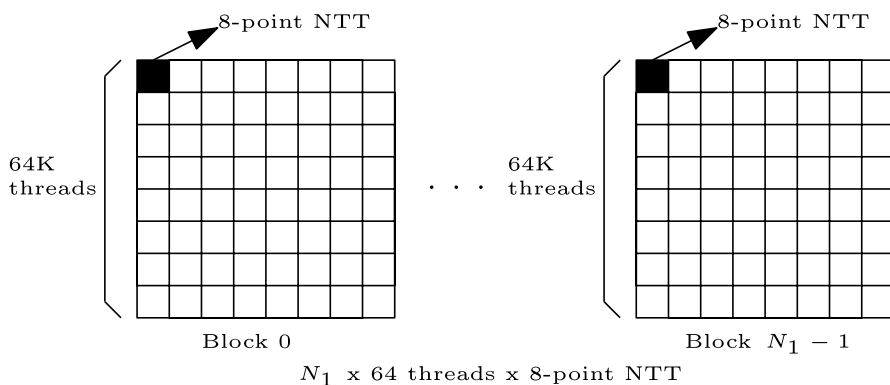 8-point NTT
8-point NTT
64K
threads
. . .
64K
threads
Block 0
Block N₁ − 1
N₁ x 64 threads x 8-point NTT